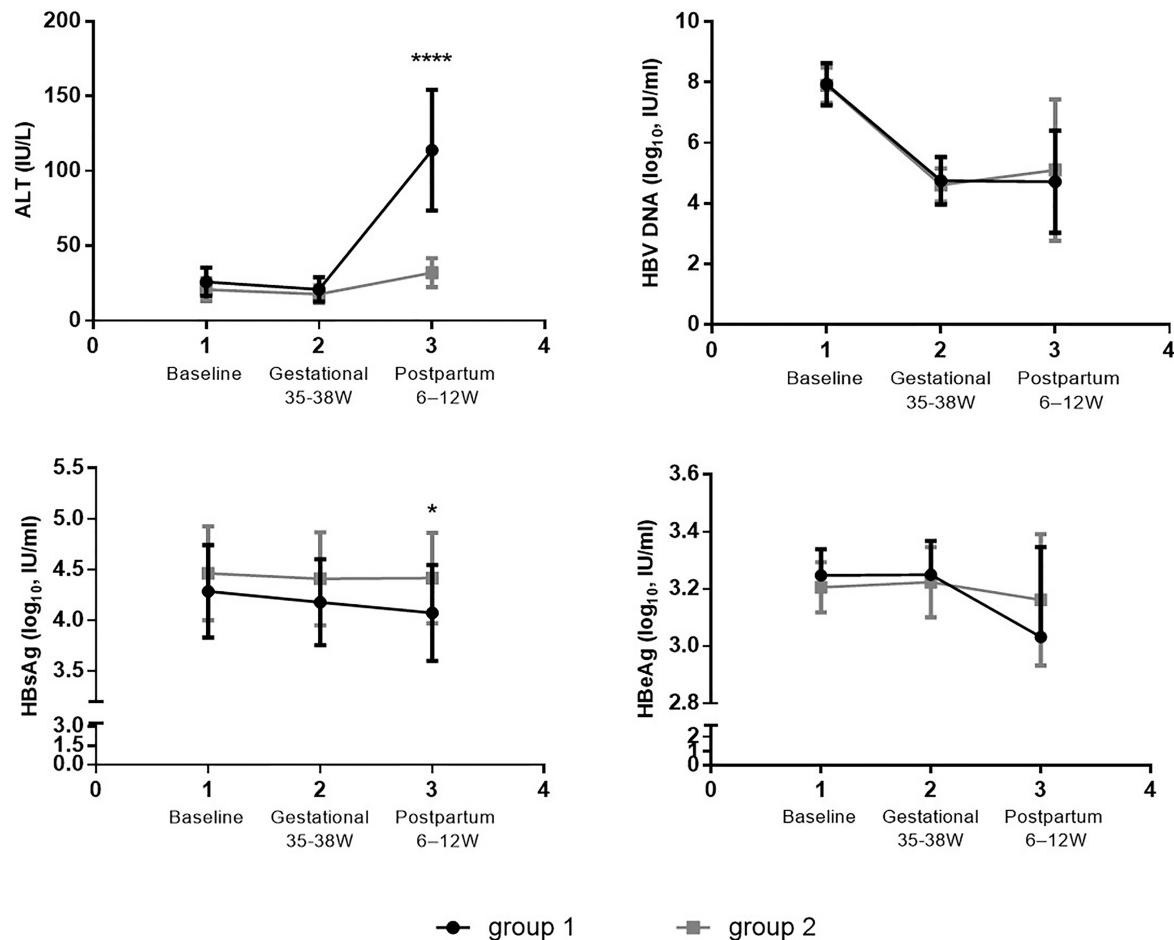 ALT (IU/L)
200
150
100
50
0
****
0 1 2 3 4
Baseline Gestational Postpartum
35-38W 6–12W
HBV DNA (log10, IU/ml)
10
8
6
4
2
0
0 1 2 3 4
Baseline Gestational Postpartum
35-38W 6–12W
HBsAg (log10, IU/ml)
5.5
5.0
4.5
4.0
3.5
3.0
1.5
0.0
*
0 1 2 3 4
Baseline Gestational Postpartum
35-38W 6–12W
HBeAg (log10, IU/ml)
3.6
3.4
3.2
3.0
2.8
2
1
0
0 1 2 3 4
Baseline Gestational Postpartum
35-38W 6–12W
group 1 group 2